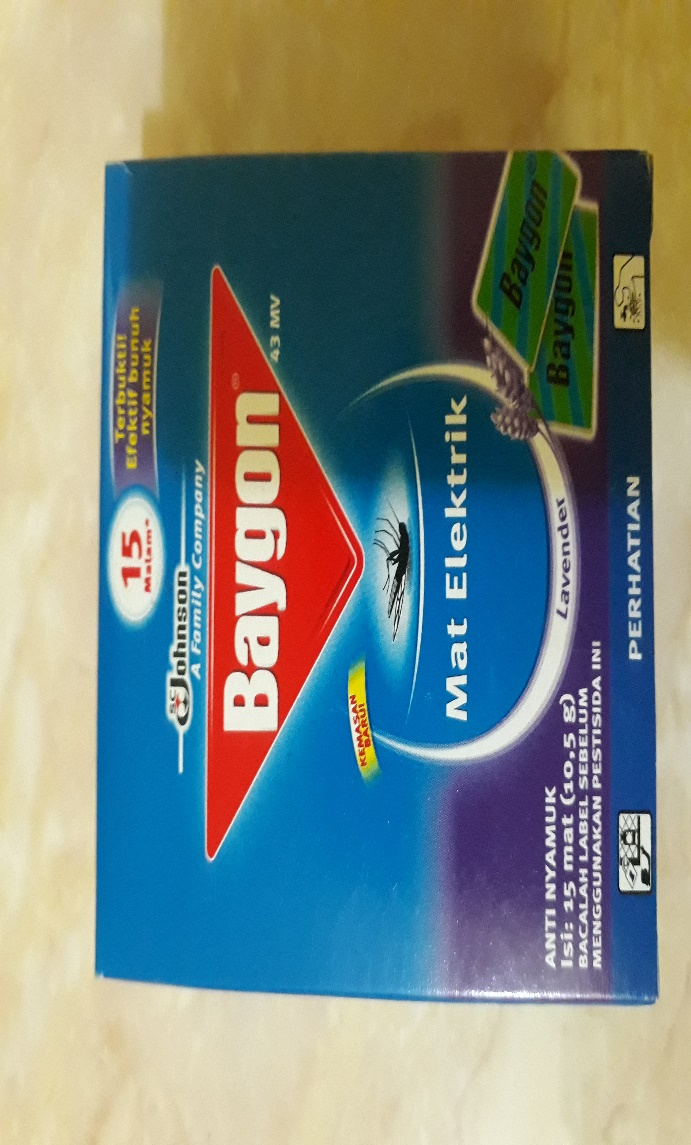 15
Malam*
Terbukti!
Efektif bunuh
nyamuk
SC Johnson
A Family Company
Baygon®
43 MV
KEMASAN
BARU!
Mat Elektrik
Lavender
Baygon®
Baygon
ANTI NYAMUK
Isi: 15 mat (10,5 g)
BACALAH LABEL SEBELUM
MENGGUNAKAN PESTISIDA INI
PERHATIAN